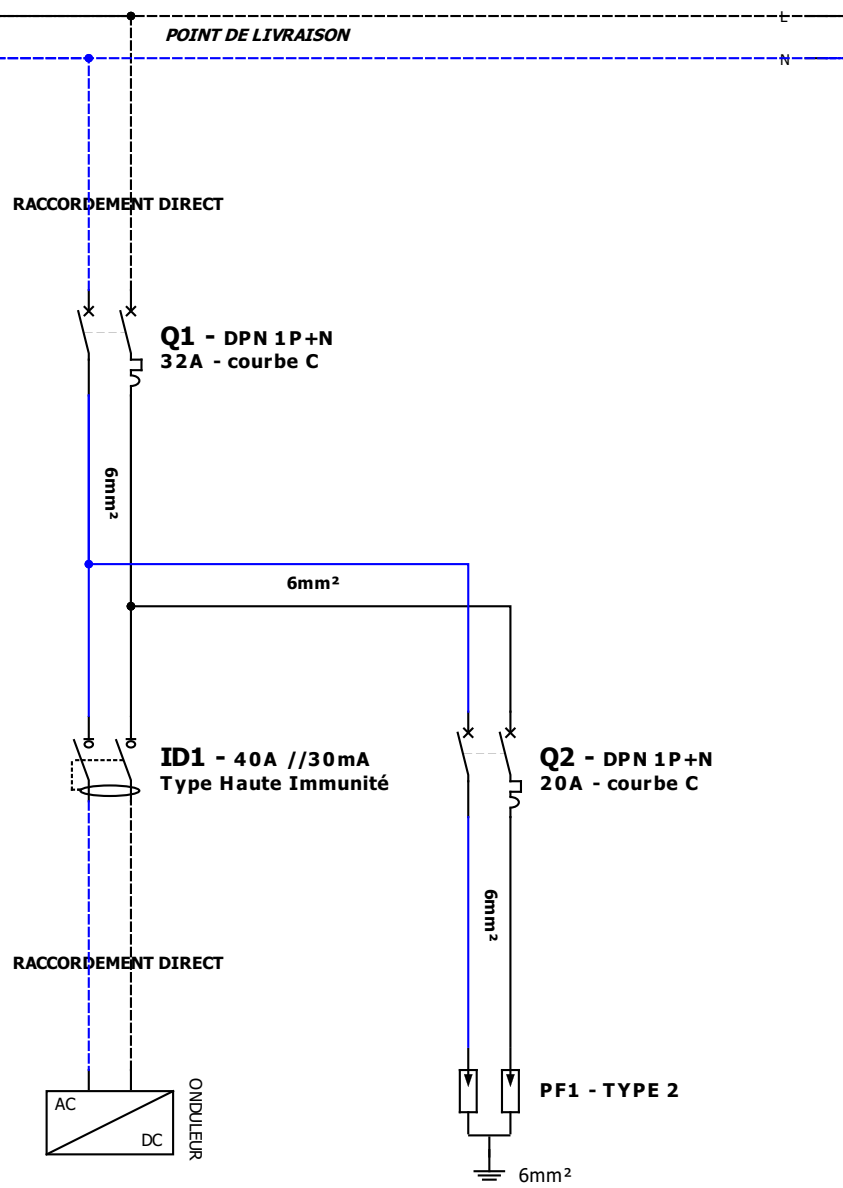 L
POINT DE LIVRAISON
N
RACCORDEMENT DIRECT
Q1 - DPN 1P+N
32A - courbe C
6mm²
6mm²
ID1 - 40A //30mA
Type Haute Immunité
Q2 - DPN 1P+N
20A - courbe C
6mm²
RACCORDEMENT DIRECT
ONDULEUR
AC
DC
PF1 - TYPE 2
6mm²